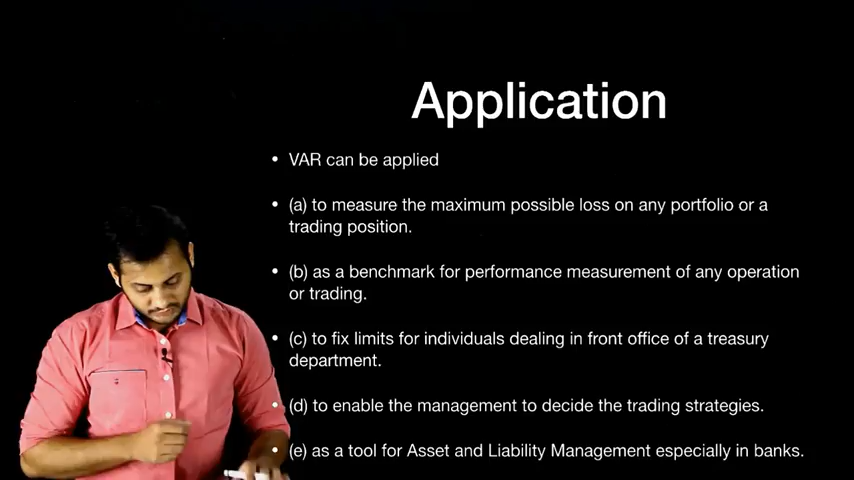 Application
• VAR can be applied
• (a) to measure the maximum possible loss on any portfolio or a
trading position.
• (b) as a benchmark for performance measurement of any operation
or trading.
• (c) to fix limits for individuals dealing in front office of a treasury
department.
• (d) to enable the management to decide the trading strategies.
• (e) as a tool for Asset and Liability Management especially in banks.